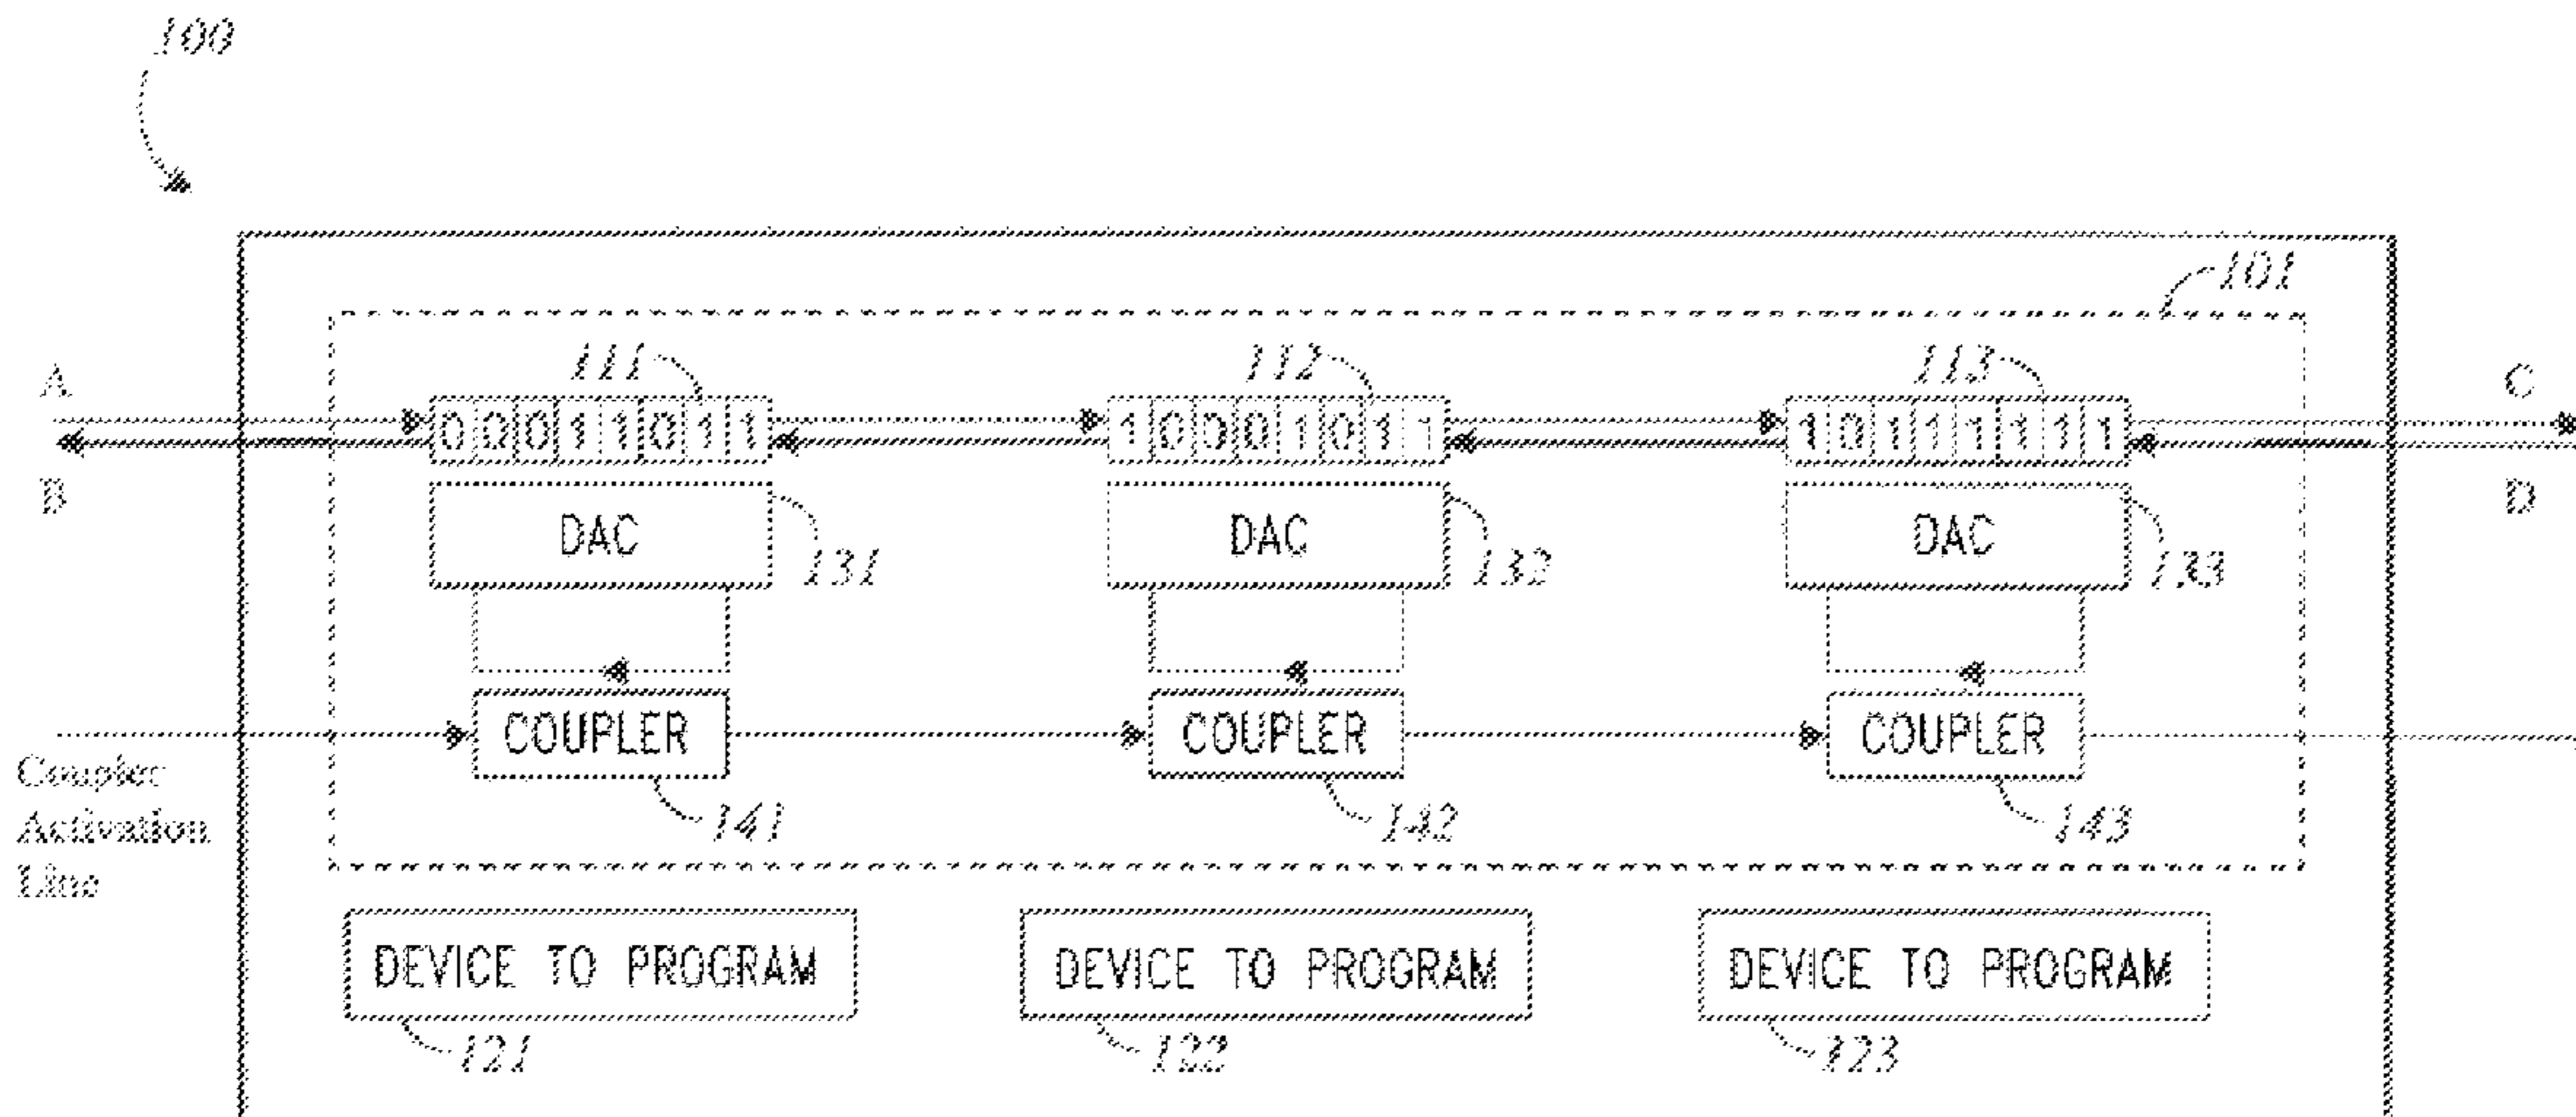 100
101
111 112 113
A 0 0 0 1 1 0 1 1 1 0 0 0 1 0 1 1 1 0 1 1 1 1 1 1 C
B D
DAC DAC DAC
131 132 133
COUPLER COUPLER COUPLER
Coupler
Activation
Line
141 142 143
DEVICE TO PROGRAM DEVICE TO PROGRAM DEVICE TO PROGRAM
121 122 123